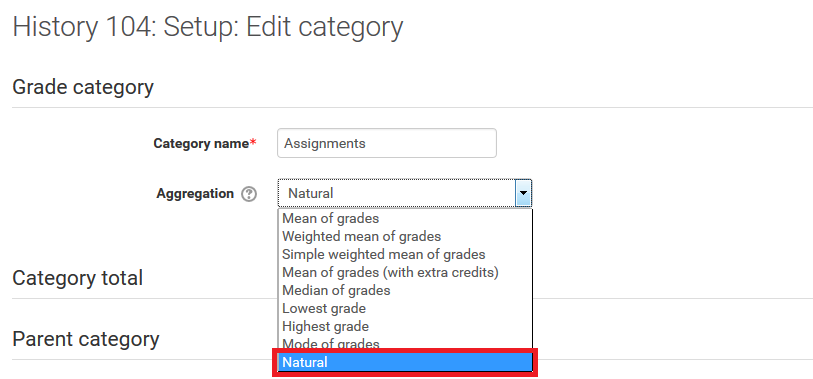 History 104: Setup: Edit category
Grade category
Category name*
Assignments
Aggregation ?
Natural
Mean of grades
Weighted mean of grades
Simple weighted mean of grades
Mean of grades (with extra credits)
Median of grades
Lowest grade
Highest grade
Mode of grades
Natural
Category total
Parent category